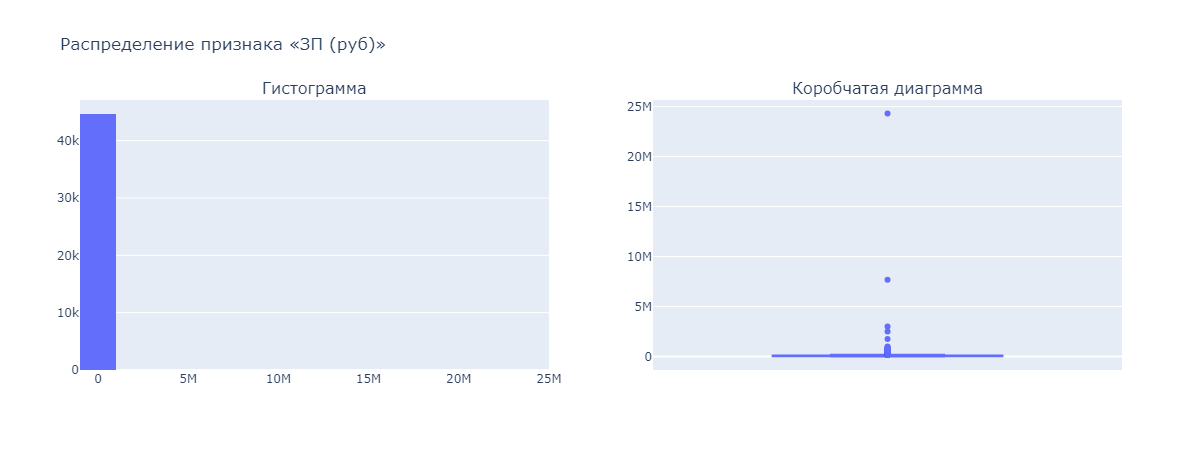 Распределение признака «ЗП (руб)»
Гистограмма
40k
30k
20k
10k
0
0 5M 10M 15M 20M 25M
Коробчатая диаграмма
25M
20M
15M
10M
5M
0